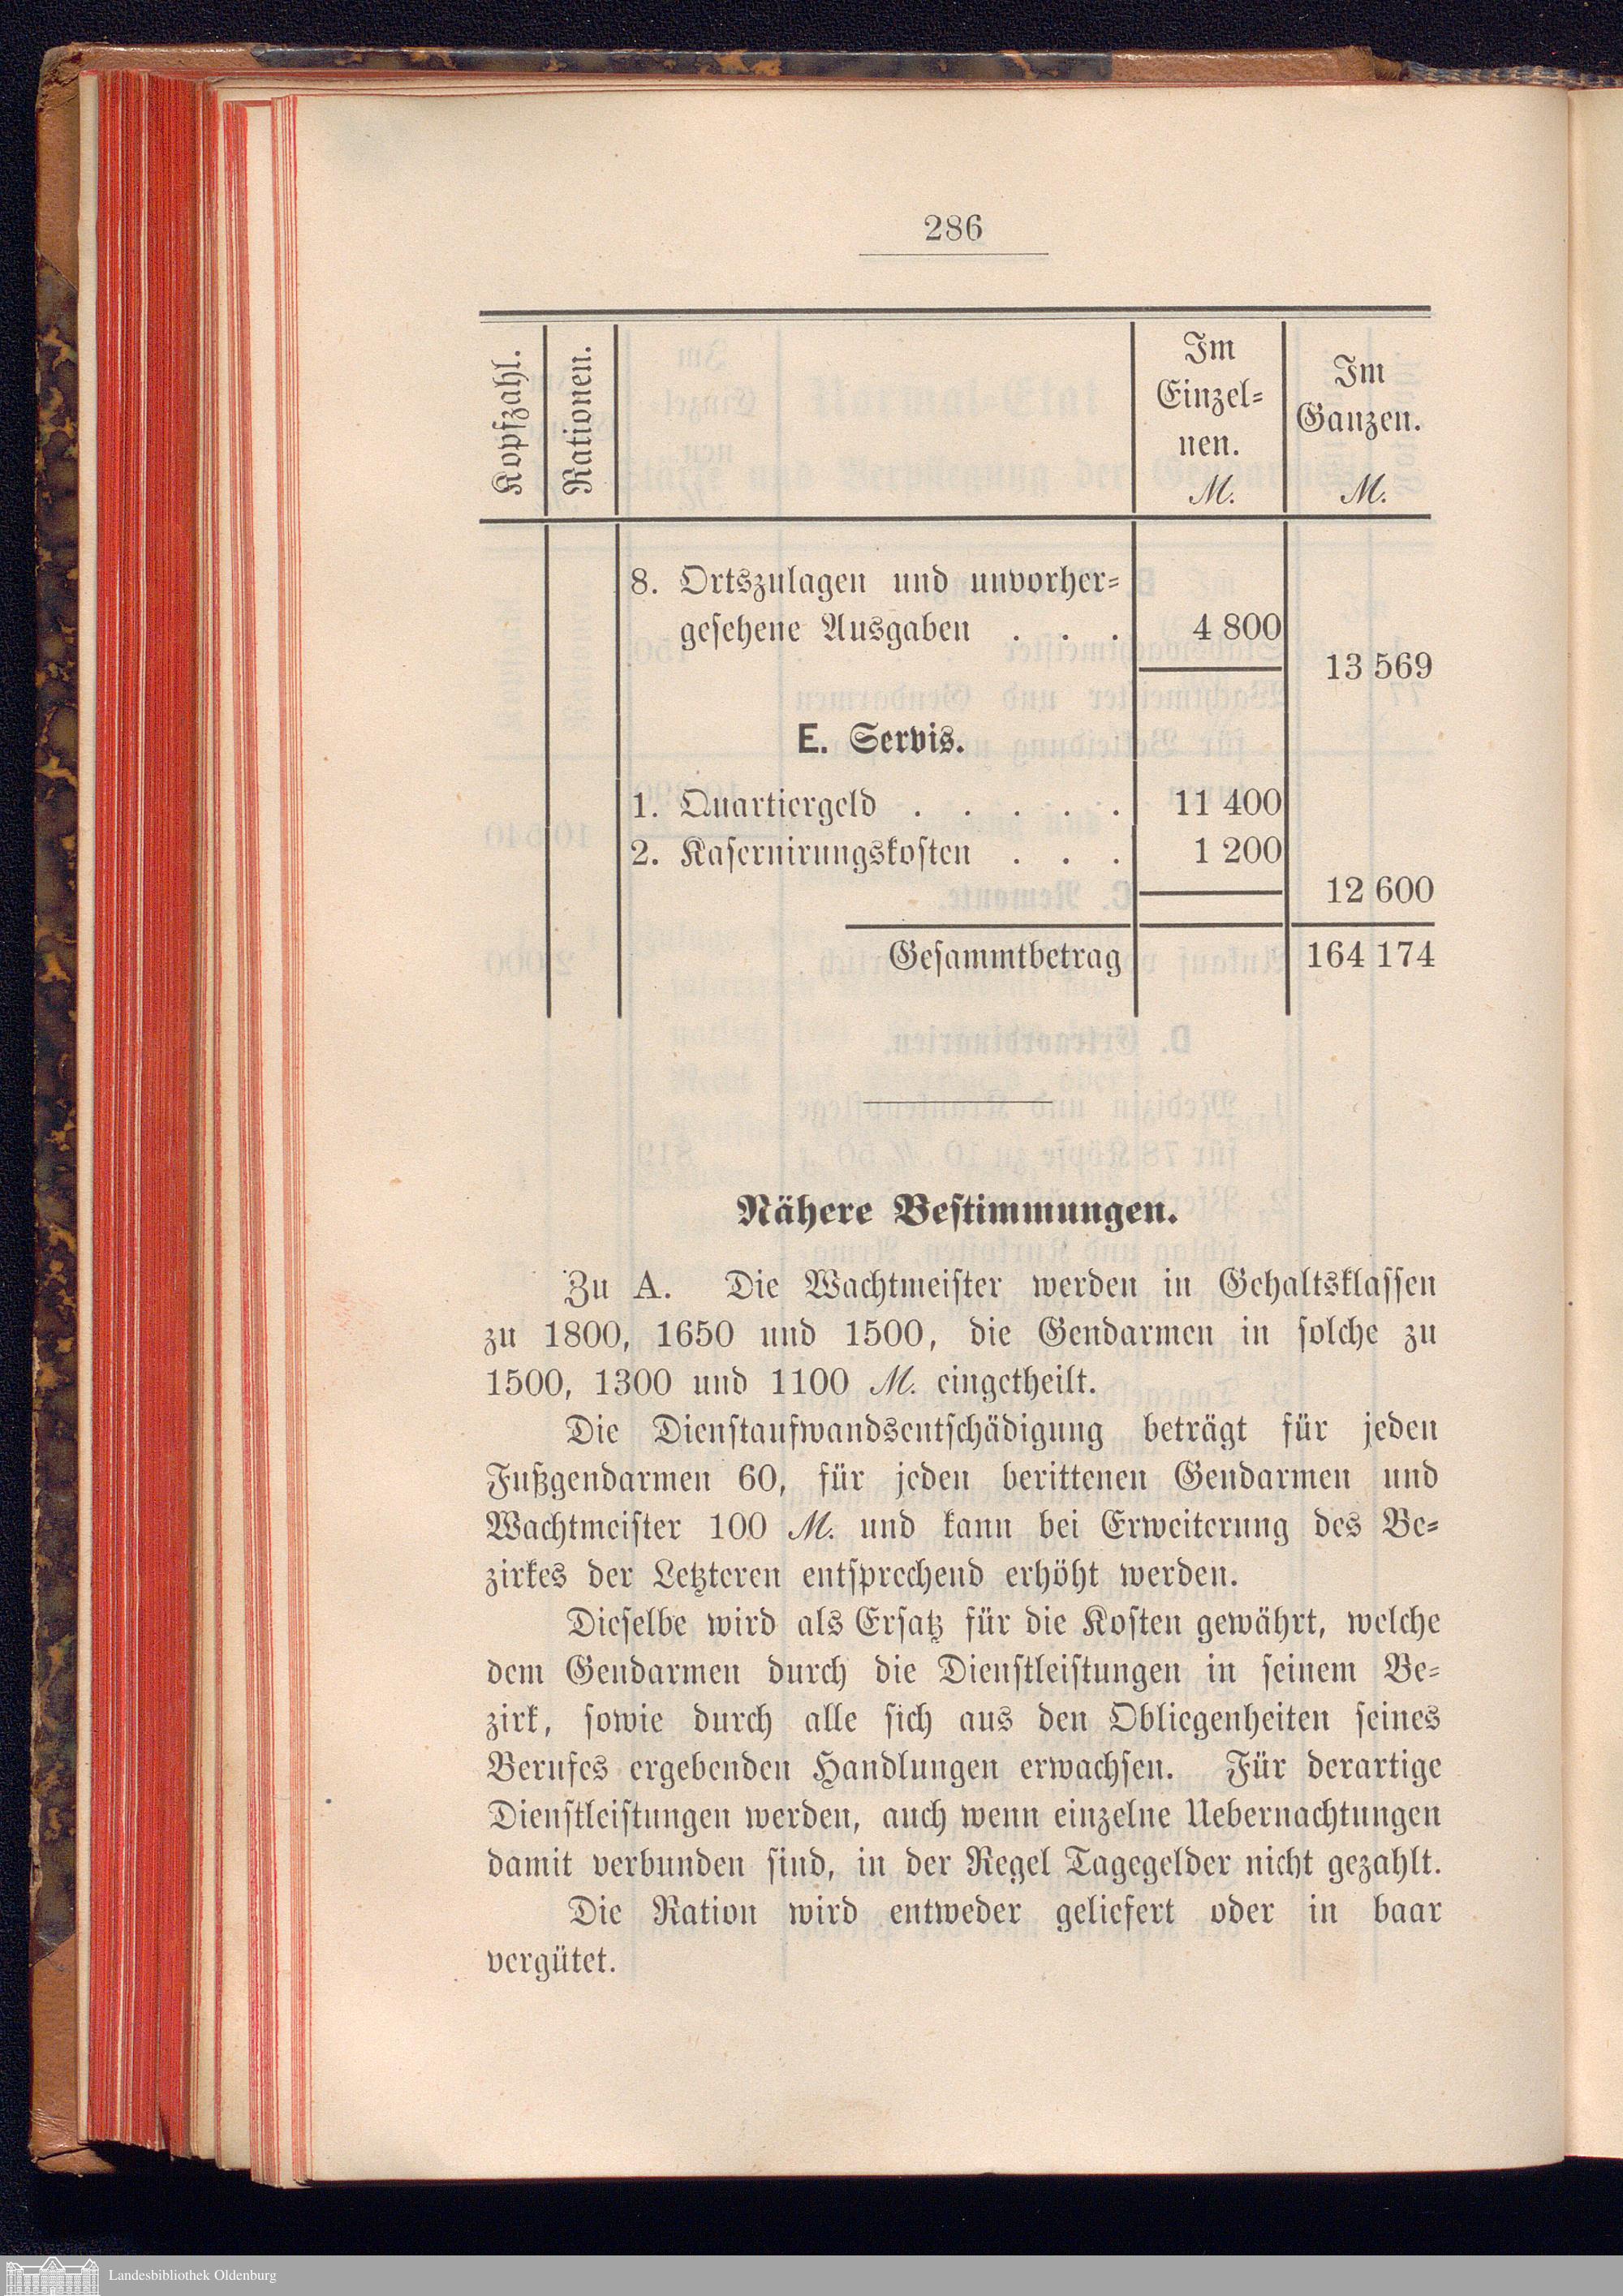 286
Kopfzahl.
Rationen.
Im
Einzel-
nen.
M.
Im
Ganzen.
M.
8. Ortszulagen und unvorher-
gesehene Ausgaben . . . 4 800
13 569
E. Servis.
1. Quartiergeld . . . . . 11 400
2. Kasernirungskosten . . . 1 200
12 600
Gesammtbetrag 164 174
Nähere Bestimmungen.
Zu A. Die Wachtmeister werden in Gehaltsklassen
zu 1800, 1650 und 1500, die Gendarmen in solche zu
1500, 1300 und 1100 M. eingetheilt.
Die Dienstaufwandsentschädigung beträgt für jeden
Fußgendarmen 60, für jeden berittenen Gendarmen und
Wachtmeister 100 M. und kann bei Erweiterung des Be-
zirkes der Letzteren entsprechend erhöht werden.
Dieselbe wird als Ersatz für die Kosten gewährt, welche
dem Gendarmen durch die Dienstleistungen in seinem Be-
zirk, sowie durch alle sich aus den Obliegenheiten seines
Berufes ergebenden Handlungen erwachsen. Für derartige
Dienstleistungen werden, auch wenn einzelne Uebernachtungen
damit verbunden sind, in der Regel Tagegelder nicht gezahlt.
Die Ration wird entweder geliefert oder in baar
vergütet.
Landesbibliothek Oldenburg